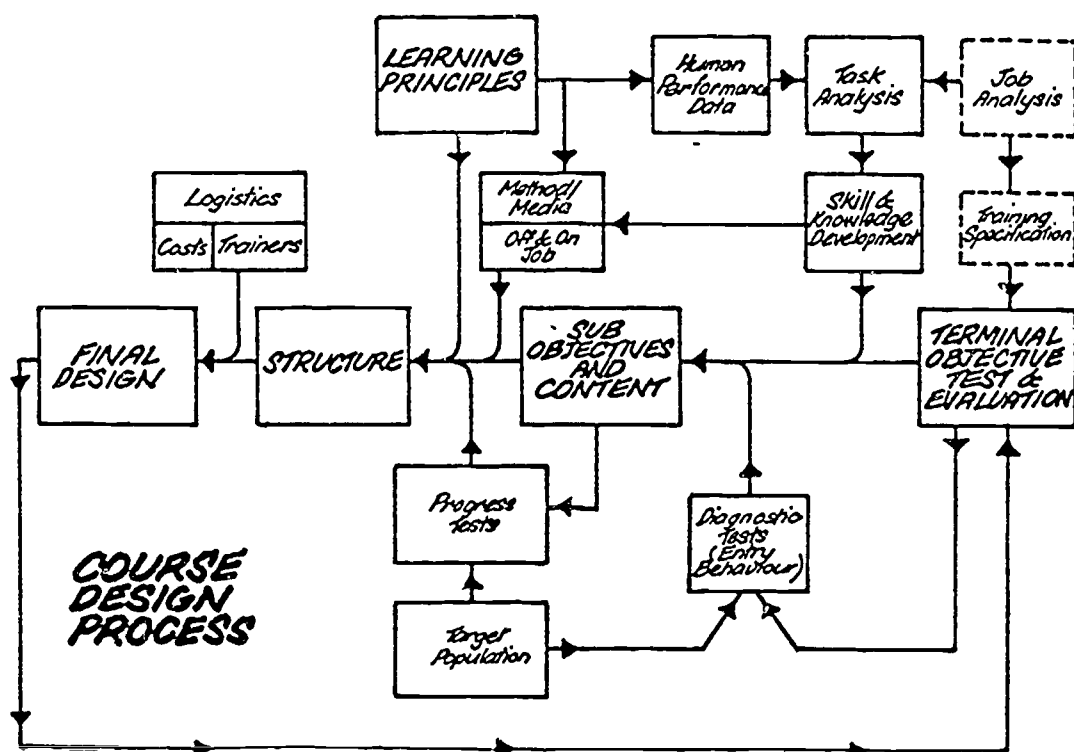 LEARNING
PRINCIPLES
Human
Performance
Data
Task
Analysis
Job
Analysis
Logistics
Costs
Trainers
Method/
Media
Off & On
Job
Skill &
Knowledge
Development
Training
Specification
FINAL
DESIGN
STRUCTURE
SUB
OBJECTIVES
AND
CONTENT
TERMINAL
OBJECTIVE
TEST &
EVALUATION
Progress
Tests
Diagnostic
Tests
(Entry
Behaviour)
COURSE
DESIGN
PROCESS
Target
Population